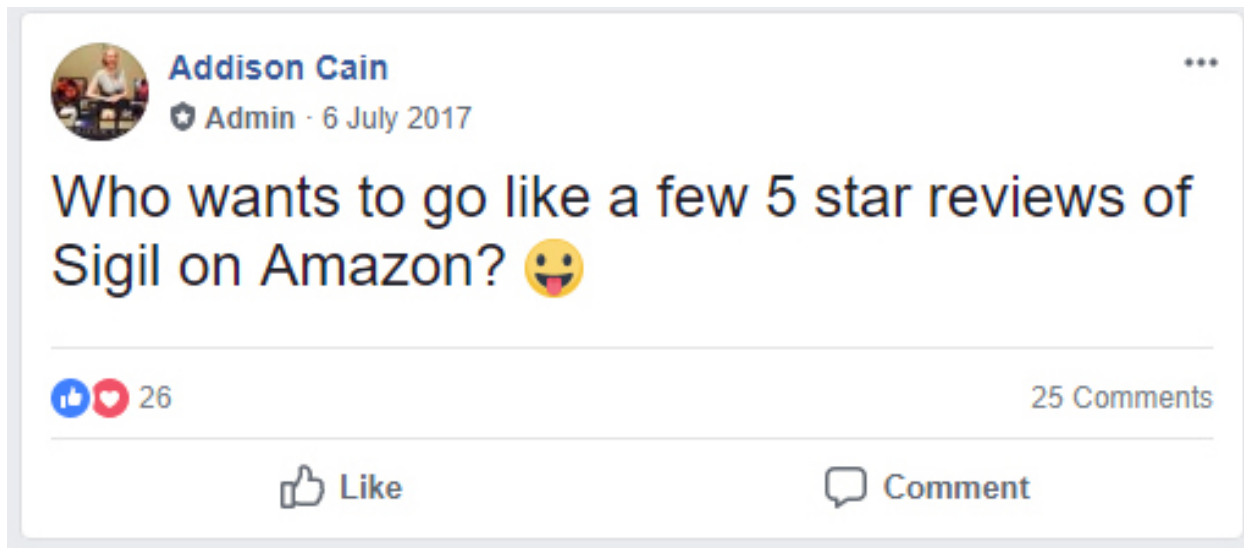 Addison Cain
Admin · 6 July 2017
Who wants to go like a few 5 star reviews of
Sigil on Amazon? 😛
26 25 Comments
Like Comment